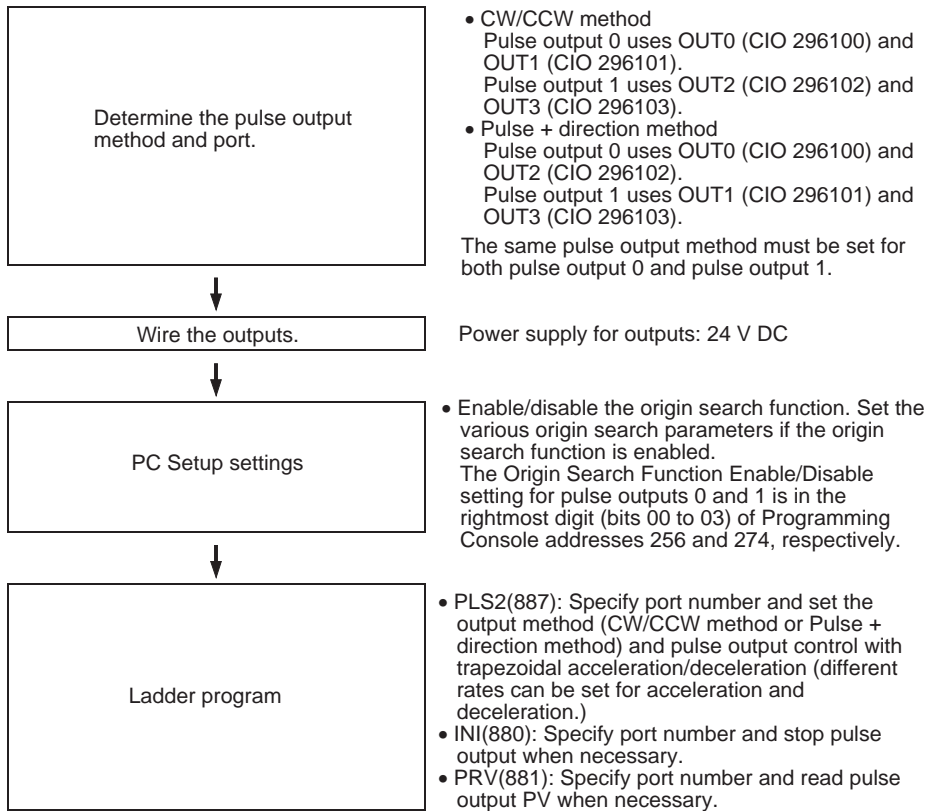 Determine the pulse output
method and port.
• CW/CCW method
Pulse output 0 uses OUT0 (CIO 296100) and
OUT1 (CIO 296101).
Pulse output 1 uses OUT2 (CIO 296102) and
OUT3 (CIO 296103).
• Pulse + direction method
Pulse output 0 uses OUT0 (CIO 296100) and
OUT2 (CIO 296102).
Pulse output 1 uses OUT1 (CIO 296101) and
OUT3 (CIO 296103).
The same pulse output method must be set for
both pulse output 0 and pulse output 1.
Wire the outputs.
Power supply for outputs: 24 V DC
PC Setup settings
• Enable/disable the origin search function. Set the
various origin search parameters if the origin
search function is enabled.
The Origin Search Function Enable/Disable
setting for pulse outputs 0 and 1 is in the
rightmost digit (bits 00 to 03) of Programming
Console addresses 256 and 274, respectively.
Ladder program
• PLS2(887): Specify port number and set the
output method (CW/CCW method or Pulse +
direction method) and pulse output control with
trapezoidal acceleration/deceleration (different
rates can be set for acceleration and
deceleration.)
• INI(880): Specify port number and stop pulse
output when necessary.
• PRV(881): Specify port number and read pulse
output PV when necessary.